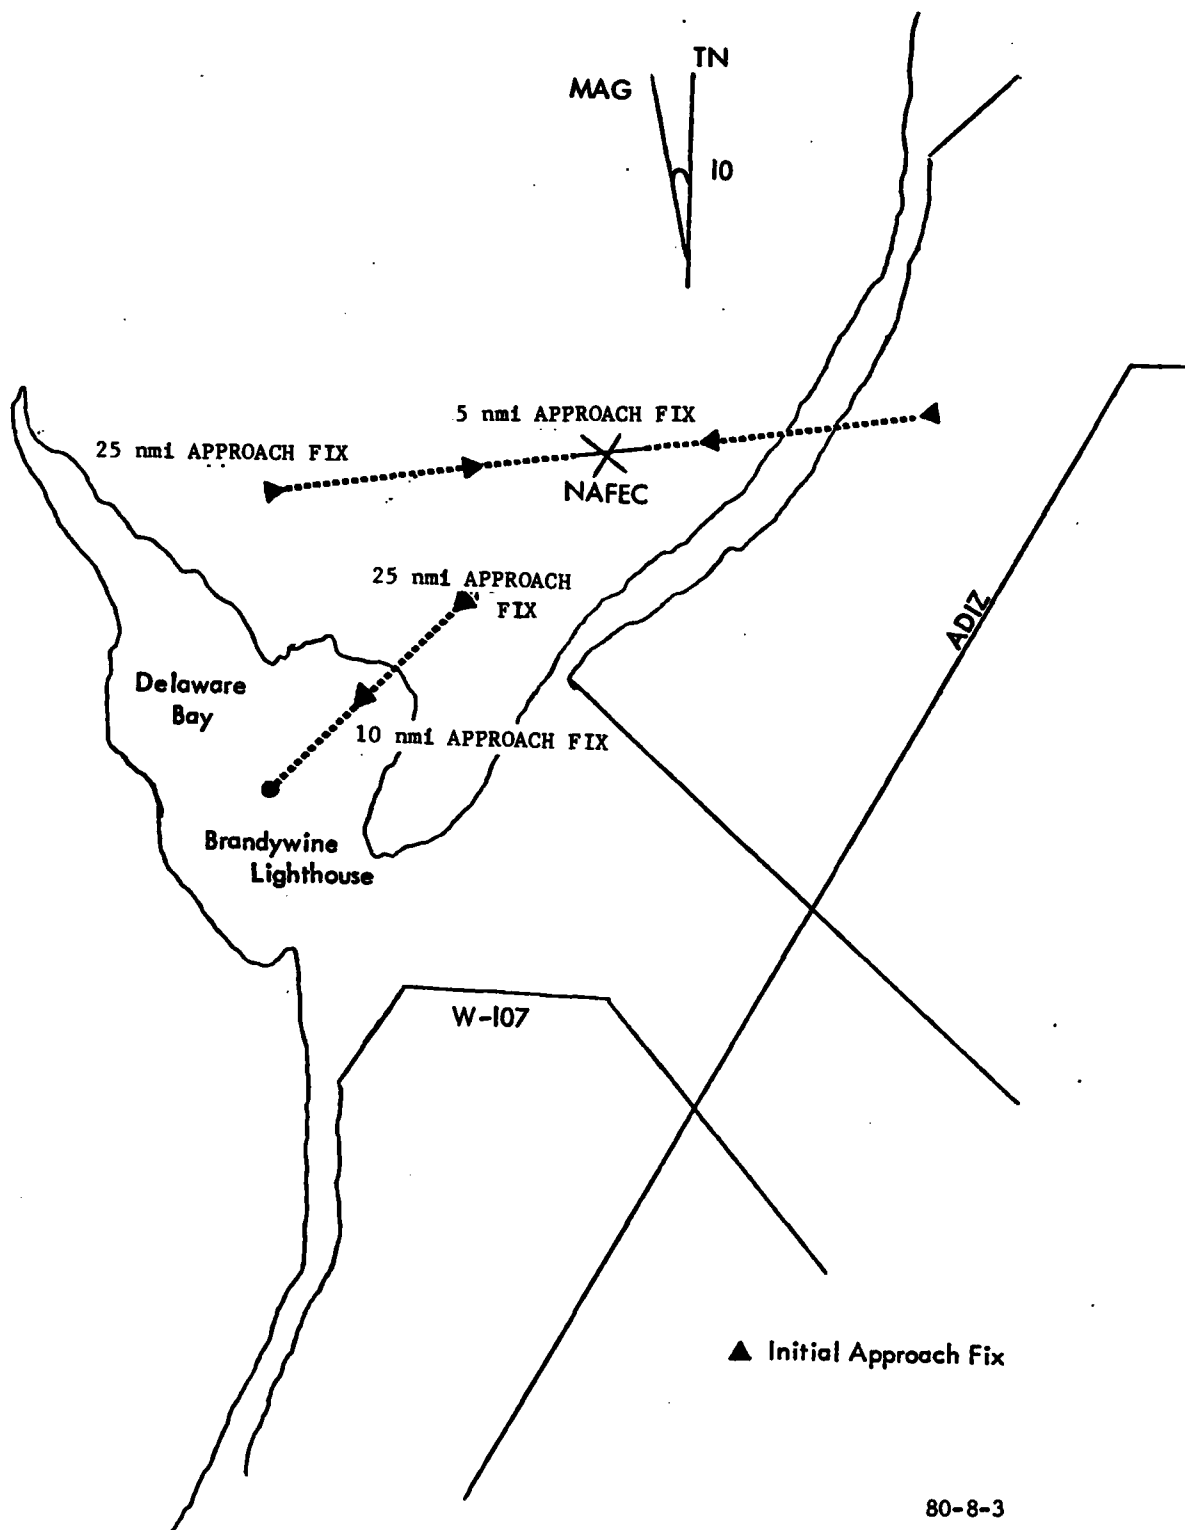 TN
MAG
10
5 nmi APPROACH FIX
25 nmi APPROACH FIX
NAFEC
25 nmi APPROACH
FIX
ADIZ
Delaware
Bay
10 nmi APPROACH FIX
Brandywine
Lighthouse
W-107
Initial Approach Fix
80-8-3